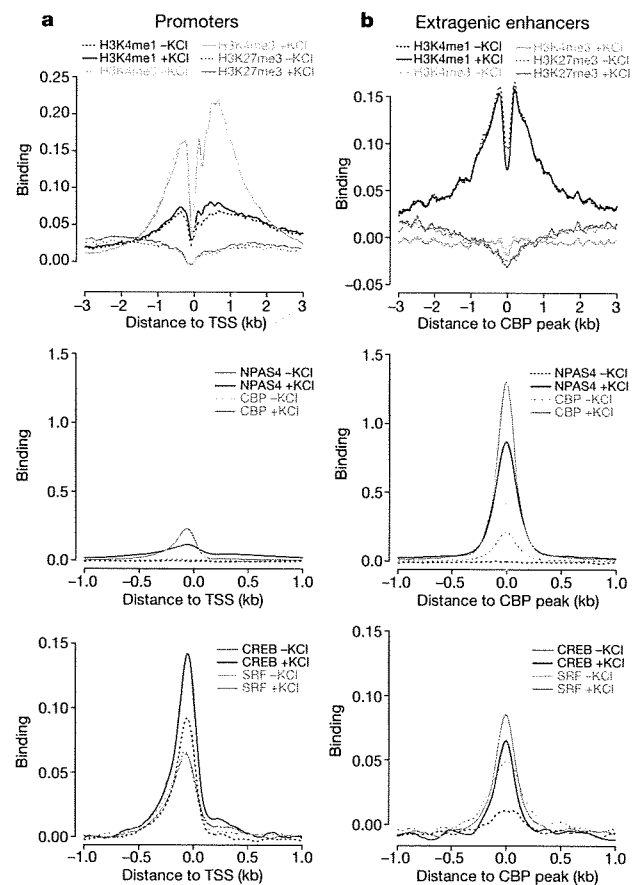 a Promoters
H3K4me1 –KCl H3K4me3 +KCl
H3K4me1 +KCl H3K27me3 –KCl
H3K4me3 –KCl H3K27me3 +KCl
0.25
0.20
0.15
0.10
0.05
0.00
Binding
–3 –2 –1 0 1 2 3
Distance to TSS (kb)
b Extragenic enhancers
H3K4me1 –KCl H3K4me3 +KCl
H3K4me1 +KCl H3K27me3 –KCl
H3K4me3 –KCl H3K27me3 +KCl
0.15
0.10
0.05
0.00
–0.05
Binding
–3 –2 –1 0 1 2 3
Distance to CBP peak (kb)
1.5
1.0
0.5
0.0
Binding
NPAS4 –KCl
NPAS4 +KCl
CBP –KCl
CBP +KCl
–1.0 –0.5 0.0 0.5 1.0
Distance to TSS (kb)
1.5
1.0
0.5
0.0
Binding
NPAS4 –KCl
NPAS4 +KCl
CBP –KCl
CBP +KCl
–1.0 –0.5 0.0 0.5 1.0
Distance to CBP peak (kb)
0.15
0.10
0.05
0.00
Binding
CREB –KCl
CREB +KCl
SRF –KCl
SRF +KCl
–1.0 –0.5 0.0 0.5 1.0
Distance to TSS (kb)
0.15
0.10
0.05
0.00
Binding
CREB –KCl
CREB +KCl
SRF –KCl
SRF +KCl
–1.0 –0.5 0.0 0.5 1.0
Distance to CBP peak (kb)